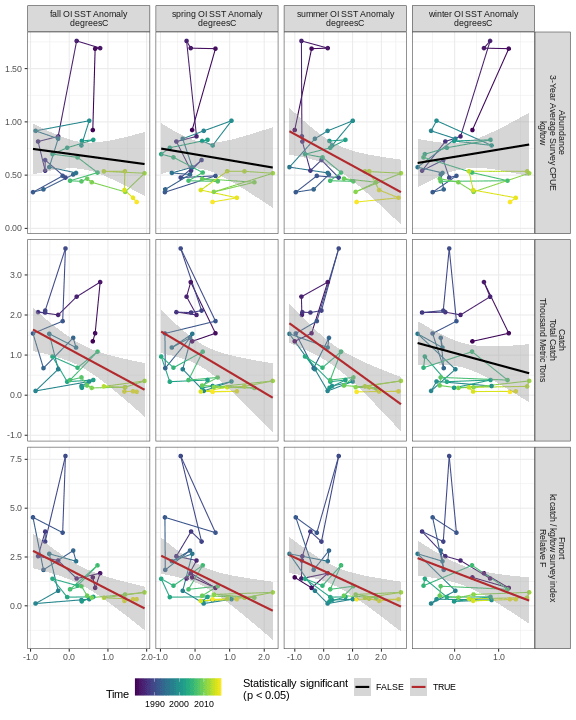 fall OI SST Anomaly
degreesC
spring OI SST Anomaly
degreesC
summer OI SST Anomaly
degreesC
winter OI SST Anomaly
degreesC
1.50
1.00
0.50
0.00
Abundance
3-Year Average Survey CPUE
kg/tow
3.0
2.0
1.0
0.0
-1.0
Catch
Total Catch
Thousand Metric Tons
7.5
5.0
2.5
0.0
Fmort
kt catch / kg/tow survey index
Relative F
-1.0 0.0 1.0 2.0
-1.0 0.0 1.0 2.0
-1.0 0.0 1.0 2.0
0.0 1.0
Time
1990 2000 2010
Statistically significant
(p < 0.05)
FALSE
TRUE